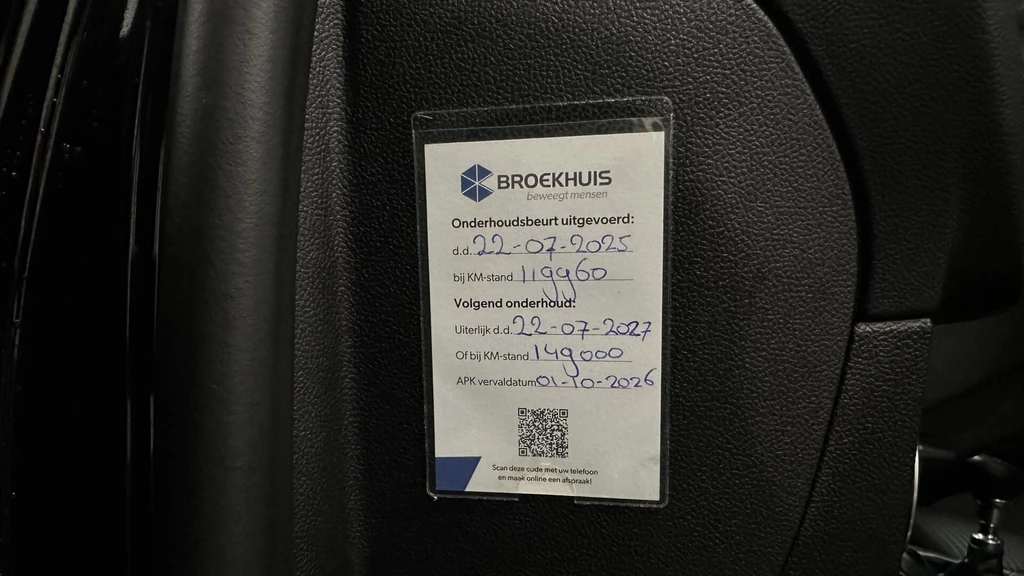 BROEKHUIS
beweegt mensen
Onderhoudsbeurt uitgevoerd:
d.d. 22-07-2025
bij KM-stand 119960
Volgend onderhoud:
Uiterlijk d.d. 22-07-2027
Of bij KM-stand 149000
APK vervaldatum 01-10-2026
Scan deze code met uw telefoon
en maak online een afspraak!